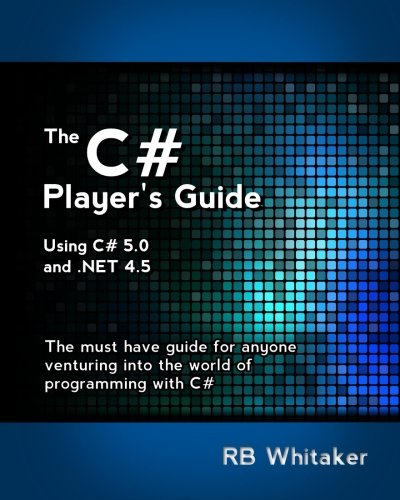 The C#
Player's Guide
Using C# 5.0
and .NET 4.5
The must have guide for anyone
venturing into the world of
programming with C#
RB Whitaker